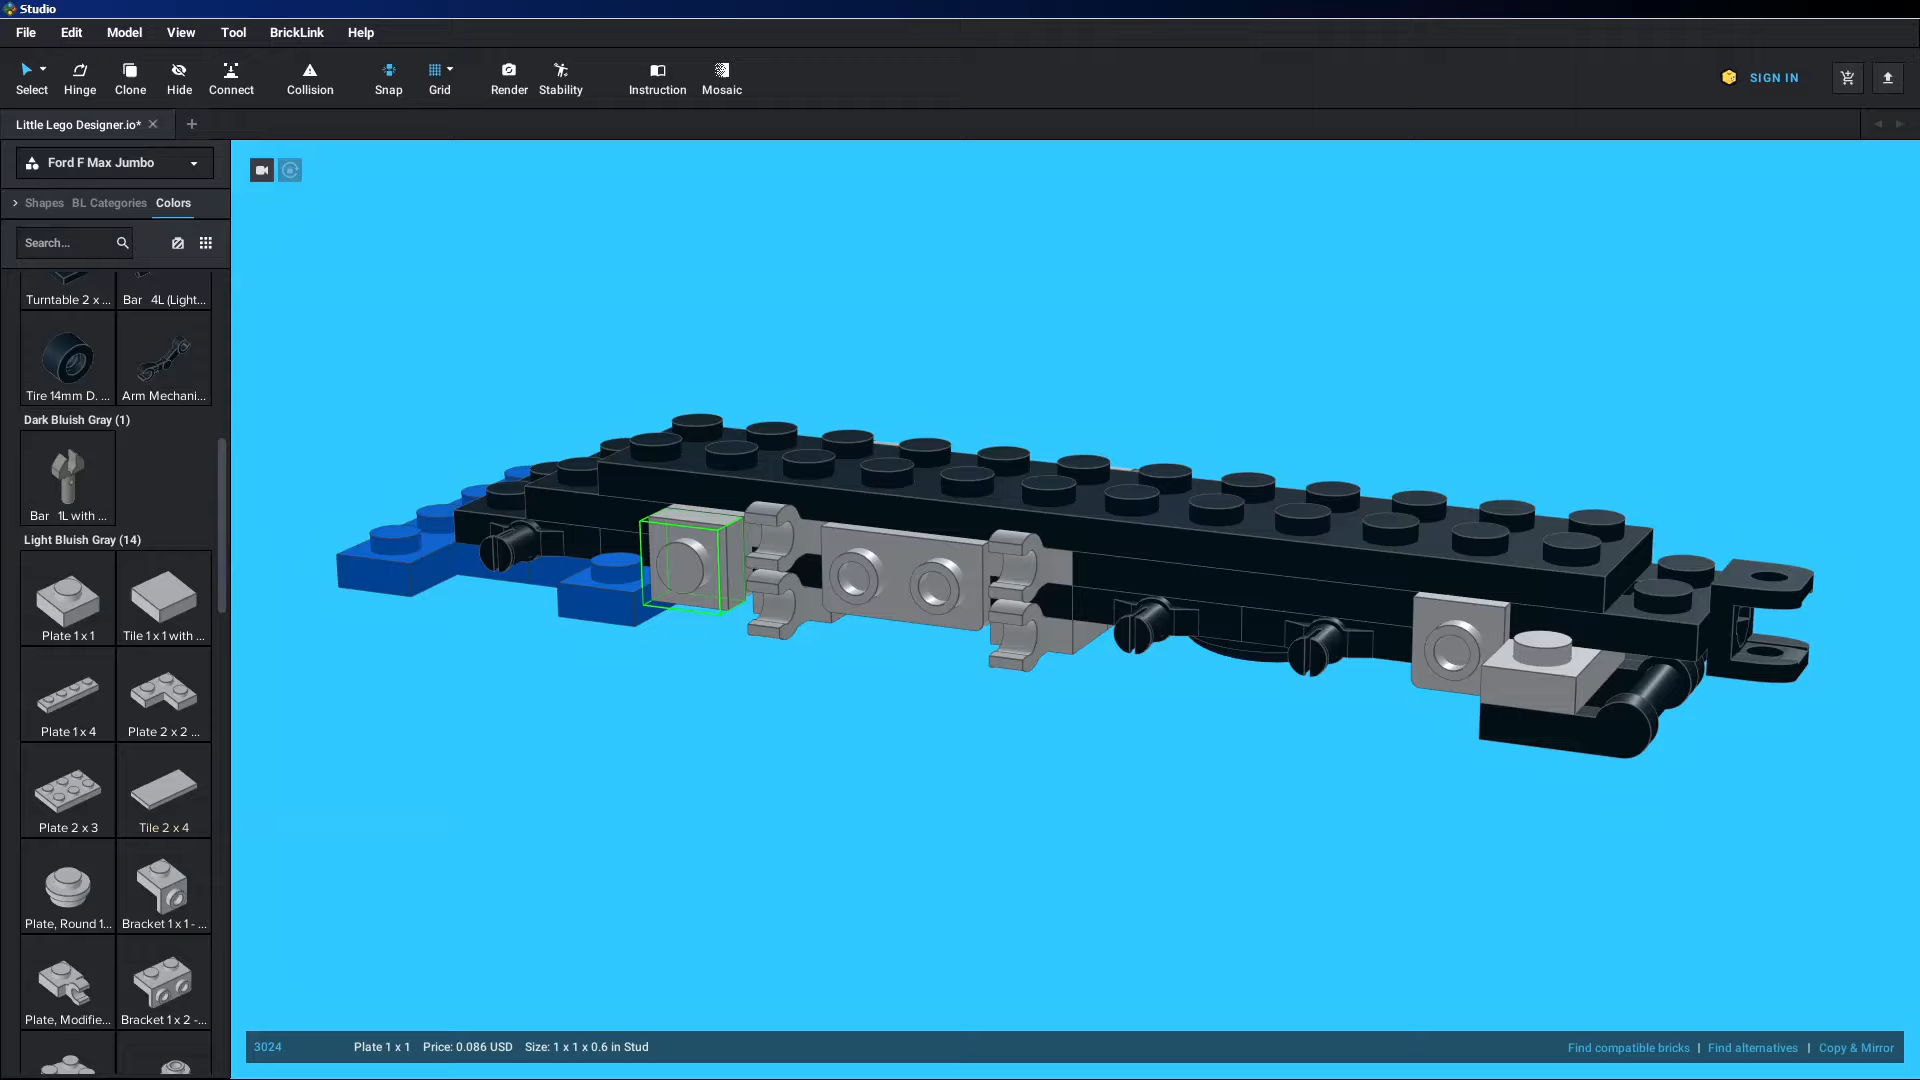 Studio
File Edit Model View Tool BrickLink Help
Select Hinge Clone Hide Connect Collision Snap Grid Render Stability Instruction Mosaic SIGN IN
Little Lego Designer.io*
Ford F Max Jumbo
Shapes BL Categories Colors
Search...
Turntable 2 x ... Bar 4L (Light...
Tire 14mm D. ... Arm Mechani...
Dark Bluish Gray (1)
Bar 1L with ...
Light Bluish Gray (14)
Plate 1 x 1 Tile 1 x 1 with ...
Plate 1 x 4 Plate 2 x 2 ...
Plate 2 x 3 Tile 2 x 4
Plate, Round 1... Bracket 1 x 1 - ...
Plate, Modifie... Bracket 1 x 2 -...
3024 Plate 1 x 1 Price: 0.086 USD Size: 1 x 1 x 0.6 in Stud Find compatible bricks | Find alternatives | Copy & Mirror